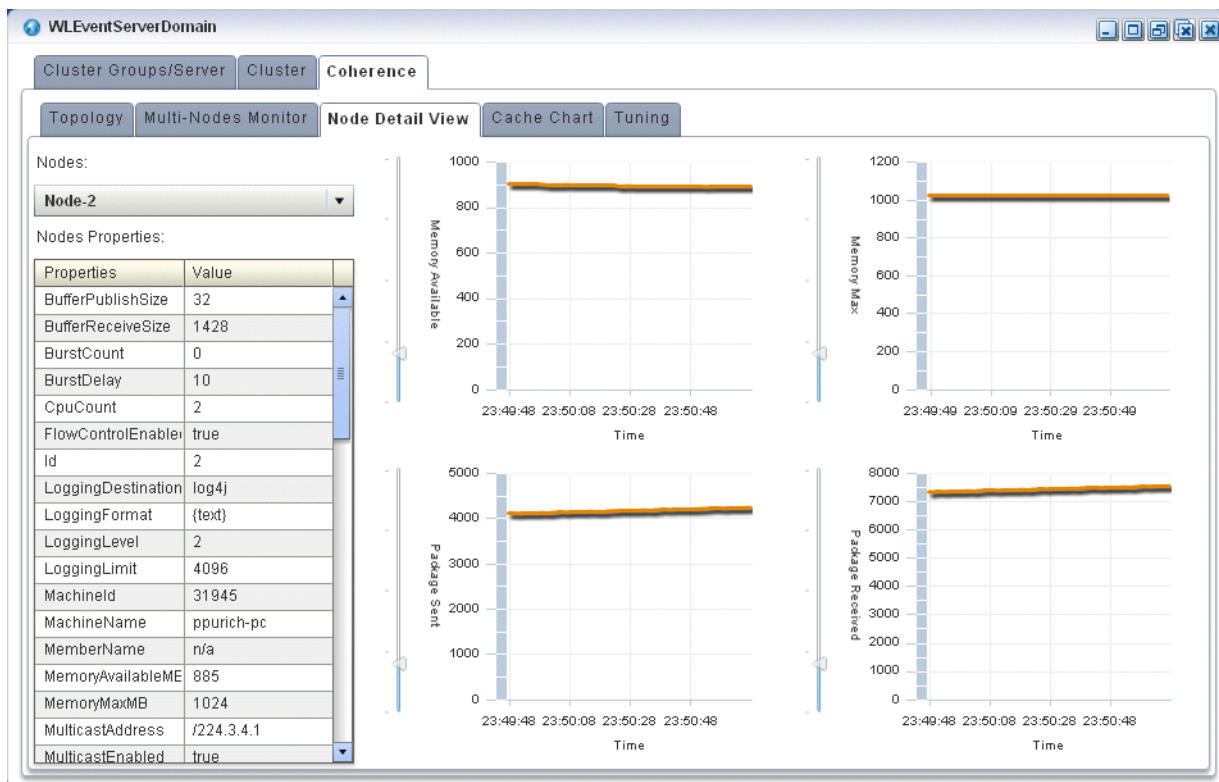 WLEventServerDomain
Cluster Groups/Server Cluster Coherence
Topology Multi-Nodes Monitor Node Detail View Cache Chart Tuning
Nodes:
Node-2
Nodes Properties:
Properties Value
BufferPublishSize 32
BufferReceiveSize 1428
BurstCount 0
BurstDelay 10
CpuCount 2
FlowControlEnable true
Id 2
LoggingDestination log4j
LoggingFormat {text}
LoggingLevel 2
LoggingLimit 4096
MachineId 31945
MachineName ppurich-pc
MemberName n/a
MemoryAvailableME 885
MemoryMaxMB 1024
MulticastAddress /224.3.4.1
MulticastEnabled true
1000
800
600
400
200
0
Memory Available
23:49:48 23:50:08 23:50:28 23:50:48
Time
1200
1000
800
600
400
200
0
Memory Max
23:49:49 23:50:09 23:50:29 23:50:49
Time
5000
4000
3000
2000
1000
0
Package Sent
23:49:48 23:50:08 23:50:28 23:50:48
Time
8000
7000
6000
5000
4000
3000
2000
1000
0
Package Received
23:49:48 23:50:08 23:50:28 23:50:48
Time